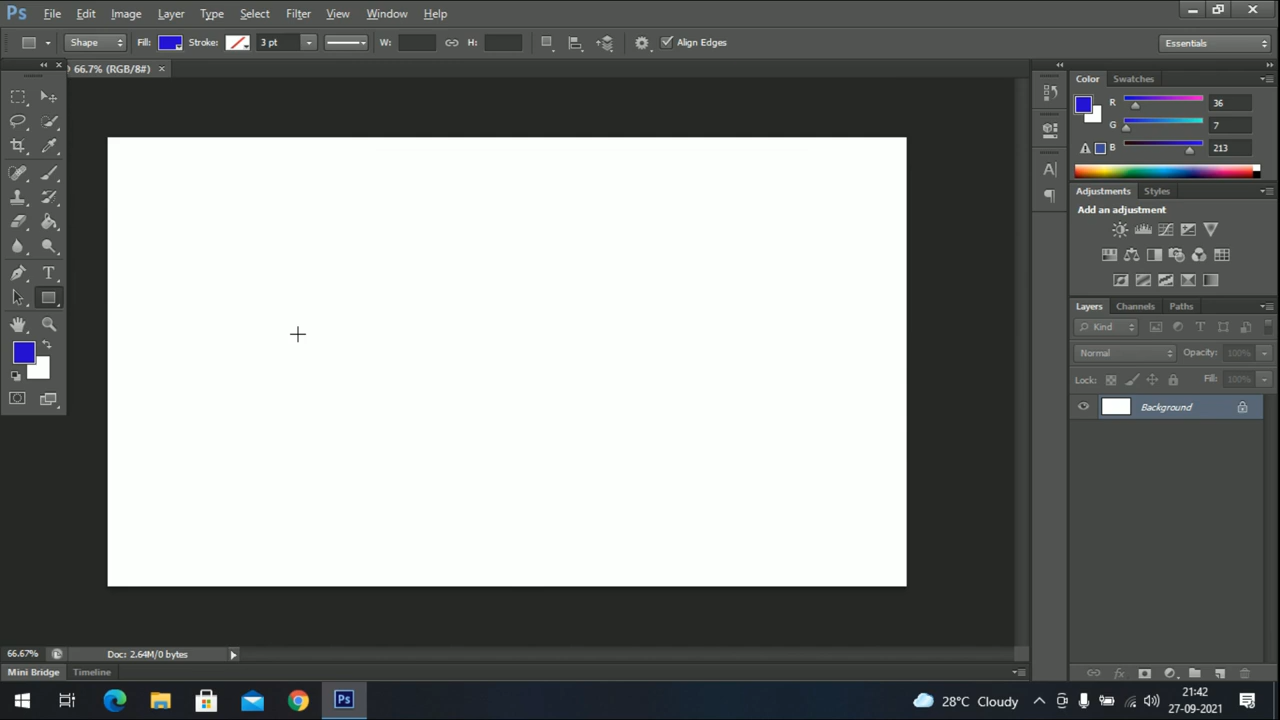 Ps File Edit Image Layer Type Select Filter View Window Help
Shape Fill: Stroke: 3 pt W: H: Align Edges Essentials
66.7% (RGB/8#)
Color Swatches
R 36
G 7
B 213
Adjustments Styles
Add an adjustment
Layers Channels Paths
Kind
Normal Opacity: 100%
Lock: Fill: 100%
Background
66.67% Doc: 2.64M/0 bytes
Mini Bridge Timeline
Ps 28°C Cloudy 21:42
27-09-2021